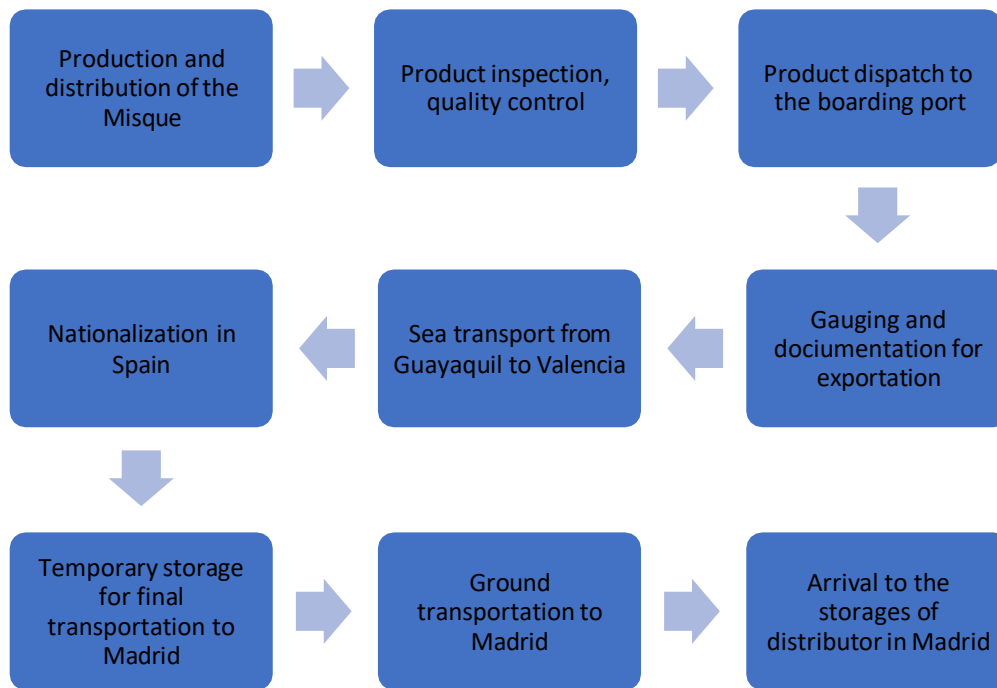 Production and
distribution of the
Misque
Product inspection,
quality control
Product dispatch to
the boarding port
Gauging and
dociumentation for
exportation
Sea transport from
Guayaquil to Valencia
Nationalization in
Spain
Temporary storage
for final
transportation to
Madrid
Ground
transportation to
Madrid
Arrival to the
storages of
distributor in Madrid